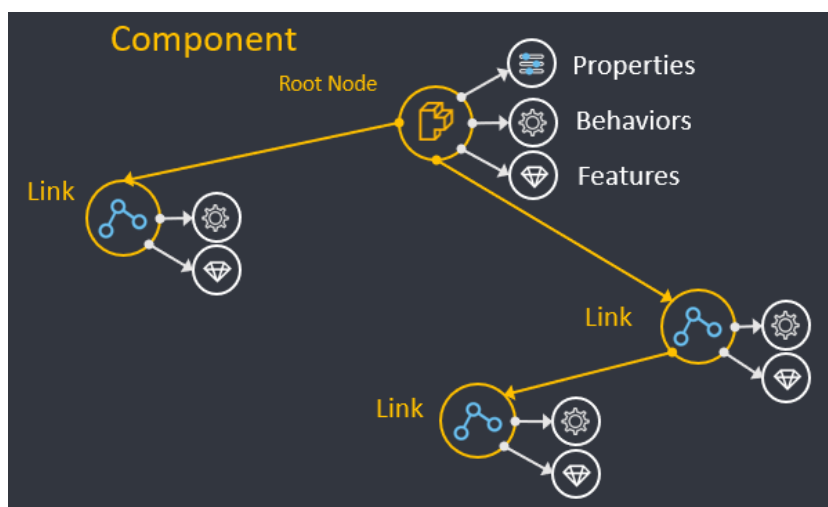 Component
Root Node
Properties
Behaviors
Features
Link
Link
Link